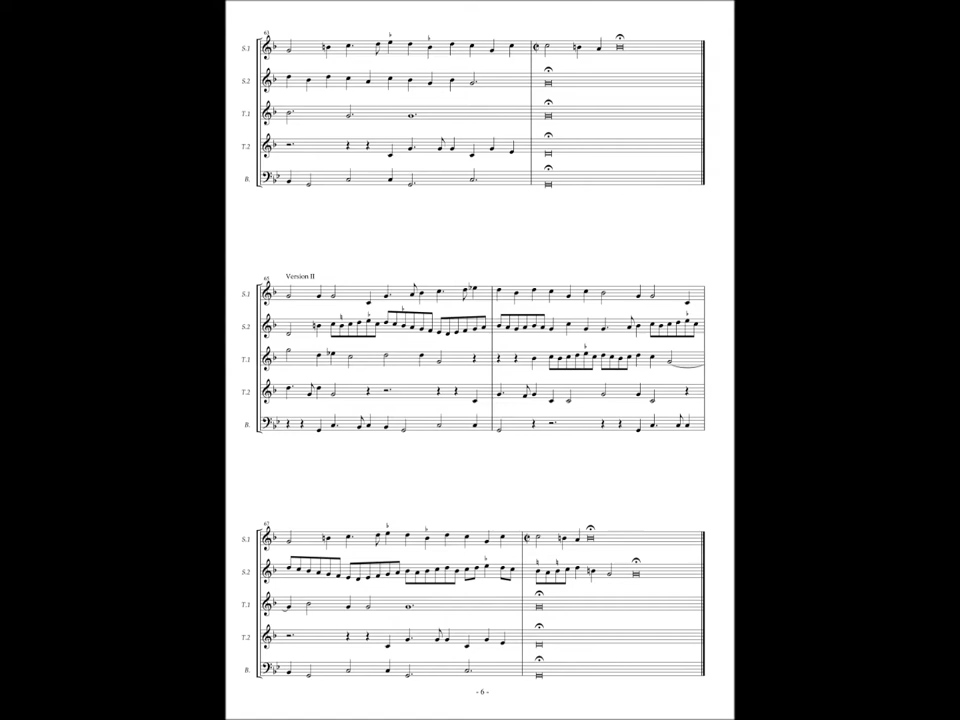 63
S.1
S.2
T.1
T.2
B.
65
Version II
S.1
S.2
T.1
T.2
B.
67
S.1
S.2
T.1
T.2
B.
- 6 -